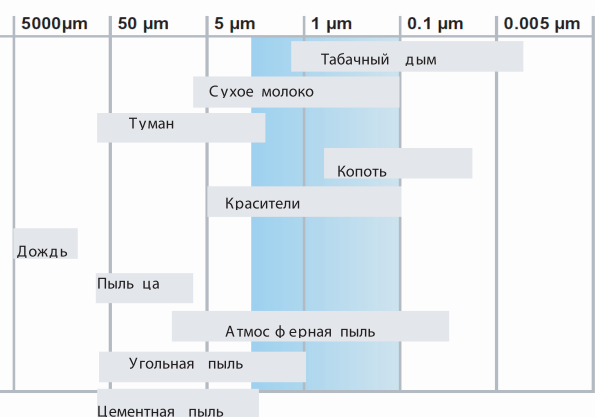 5000µm 50 µm 5 µm 1 µm 0.1 µm 0.005 µm
Табачный дым
Сухое молоко
Туман
Копоть
Красители
Дождь
Пыль ца
Атмос ф ерная пыль
Угольная пыль
Цементная пыль